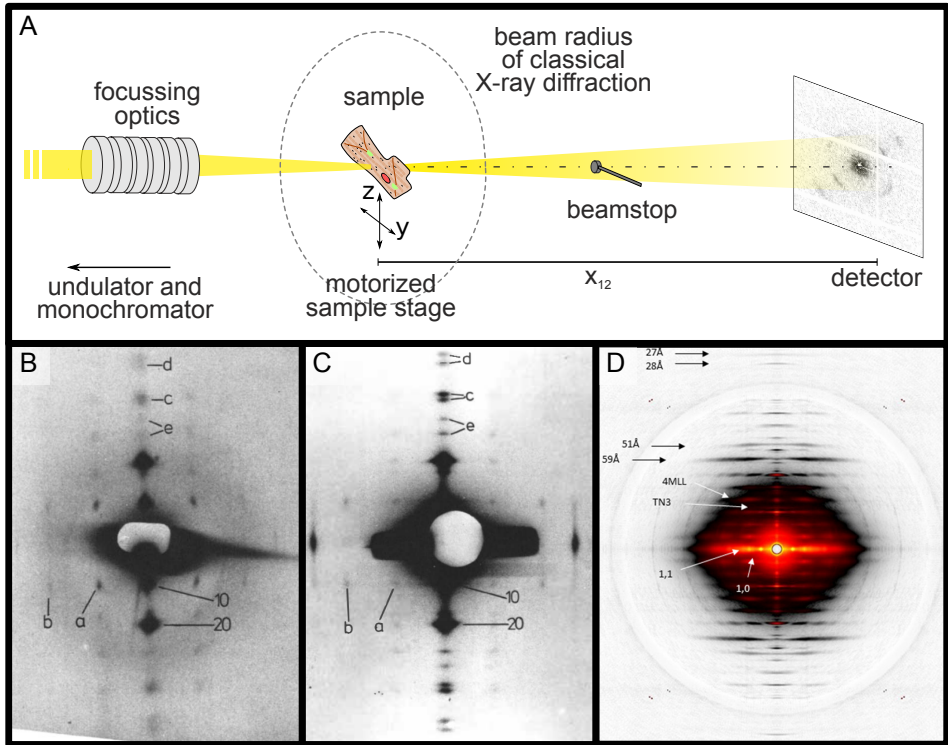 A
beam radius
of classical
X-ray diffraction
focussing
optics
sample
z
y
beamstop
undulator and
monochromator
motorized
sample stage
x12
detector
B
d
c
e
10
20
b
a
C
d
c
e
10
20
b
a
D
27Å
28Å
51Å
59Å
4MLL
TN3
1,1
1,0